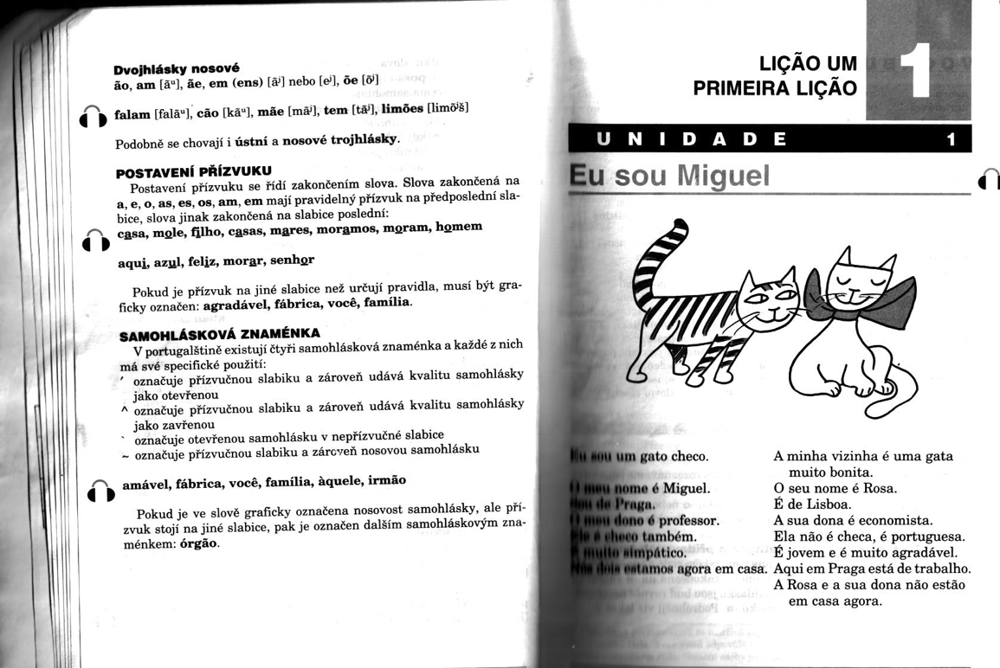 Dvojhlásky nosové
ão, am [ãᵘ], ãe, em (ens) [ãʲ] nebo [eʲ], õe [õʲ]
falam [falãᵘ], cão [kãᵘ], mãe [mãʲ], tem [tãʲ], limões [limõʲš]
Podobně se chovají i ústní a nosové trojhlásky.
POSTAVENÍ PŘÍZVUKU
Postavení přízvuku se řídí zakončením slova. Slova zakončená na
a, e, o, as, es, os, am, em mají pravidelný přízvuk na předposlední sla-
bice, slova jinak zakončená na slabice poslední:
casa, mole, filho, casas, mares, moramos, moram, homem
aqui, azul, feliz, morar, senhor
Pokud je přízvuk na jiné slabice než určují pravidla, musí být gra-
ficky označen: agradável, fábrica, você, família.
SAMOHLÁSKOVÁ ZNAMÉNKA
V portugalštině existují čtyři samohlásková znaménka a každé z nich
má své specifické použití:
´ označuje přízvučnou slabiku a zároveň udává kvalitu samohlásky
jako otevřenou
^ označuje přízvučnou slabiku a zároveň udává kvalitu samohlásky
jako zavřenou
` označuje otevřenou samohlásku v nepřízvučné slabice
~ označuje přízvučnou slabiku a zároveň nosovou samohlásku
amável, fábrica, você, família, àquele, irmão
Pokud je ve slově graficky označena nosovost samohlásky, ale pří-
zvuk stojí na jiné slabice, pak je označen dalším samohláskovým zna-
ménkem: órgão.
LIÇÃO UM
PRIMEIRA LIÇÃO
1
UNIDADE 1
Eu sou Miguel
Eu sou um gato checo.
O meu nome é Miguel.
Sou de Praga.
O meu dono é professor.
Ele é checo também.
É muito simpático.
Nós dois estamos agora em casa.
A minha vizinha é uma gata
muito bonita.
O seu nome é Rosa.
É de Lisboa.
A sua dona é economista.
Ela não é checa, é portuguesa.
É jovem e é muito agradável.
Aqui em Praga está de trabalho.
A Rosa e a sua dona não estão
em casa agora.